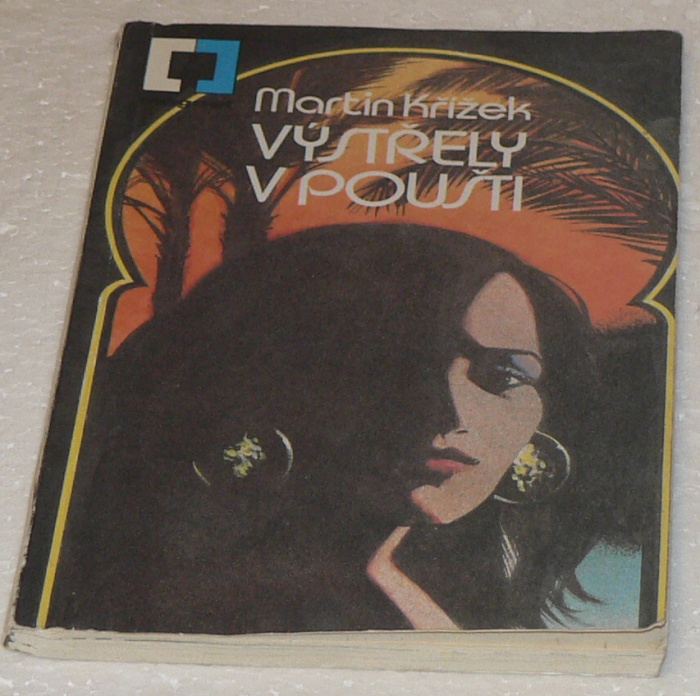 Martin Křížek
VÝSTŘELY
V POUŠTI